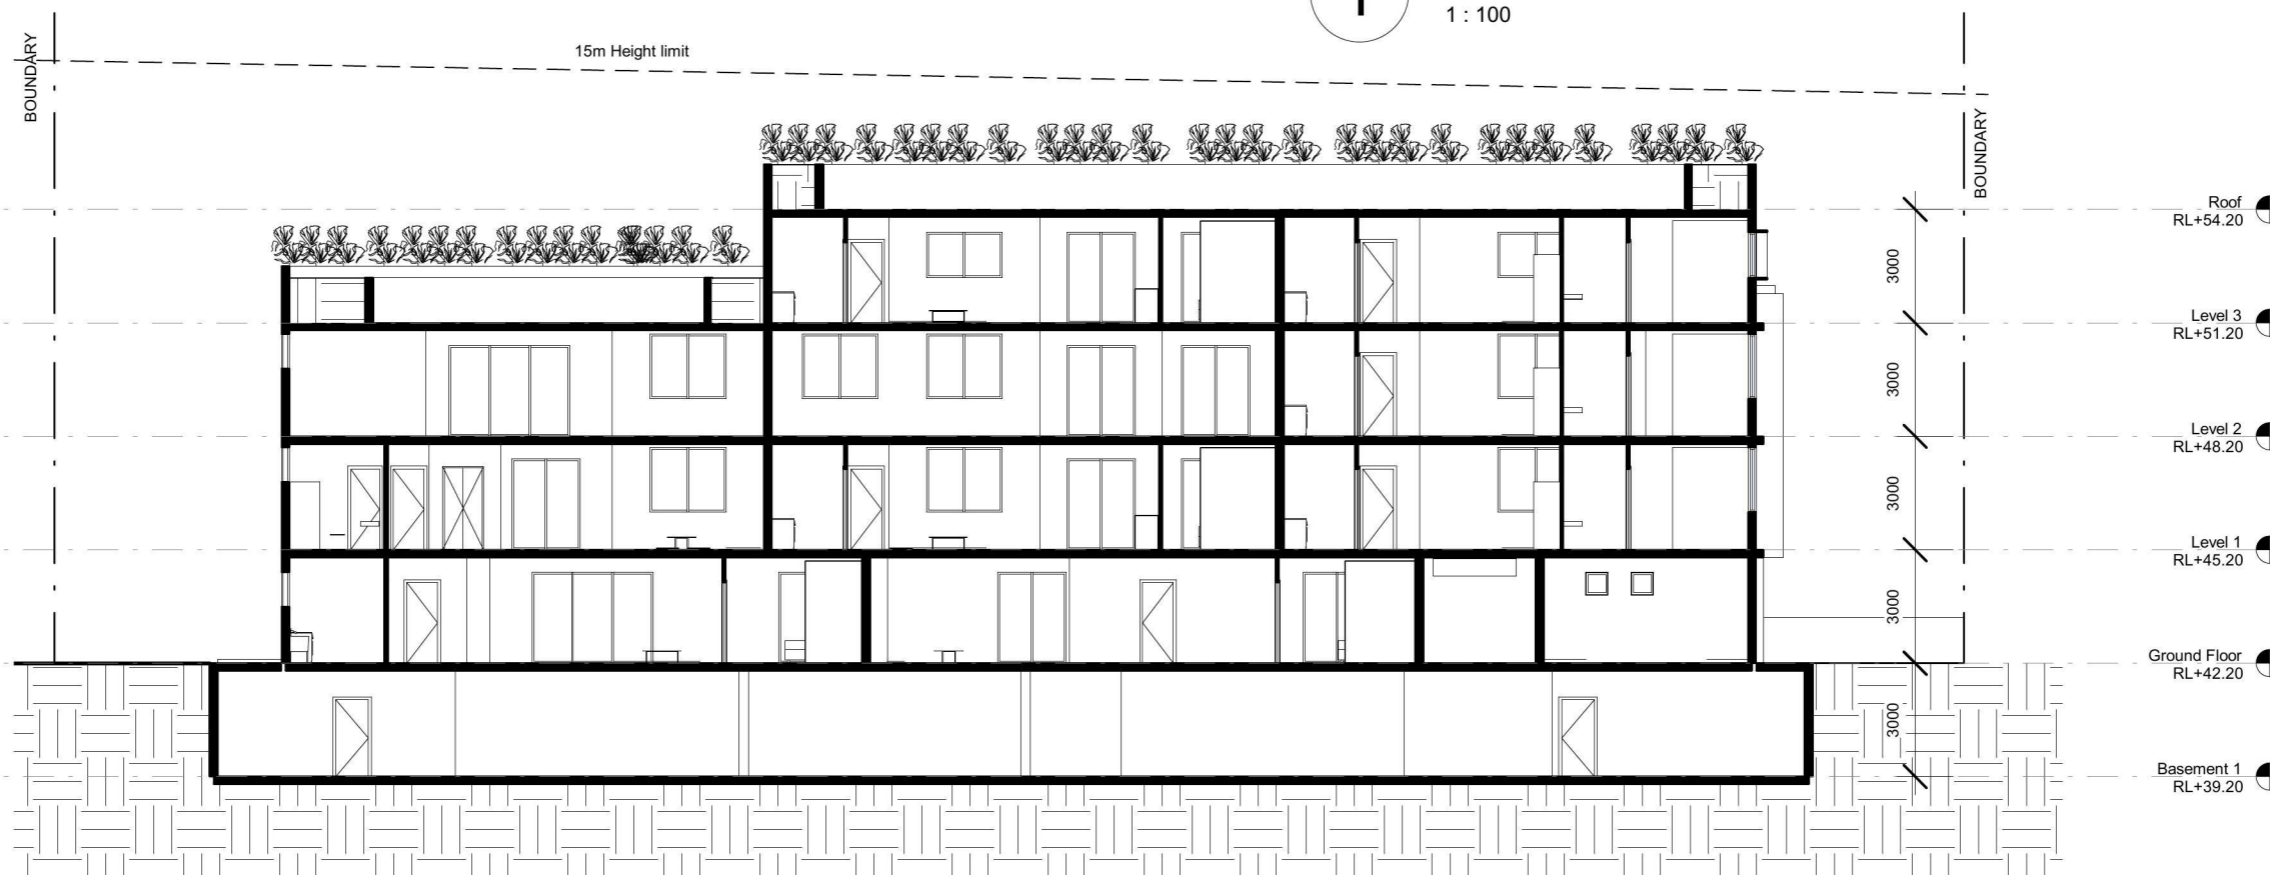 1
1 : 100
15m Height limit
BOUNDARY
BOUNDARY
Roof
RL+54.20
3000
Level 3
RL+51.20
3000
Level 2
RL+48.20
3000
Level 1
RL+45.20
3000
Ground Floor
RL+42.20
3000
Basement 1
RL+39.20